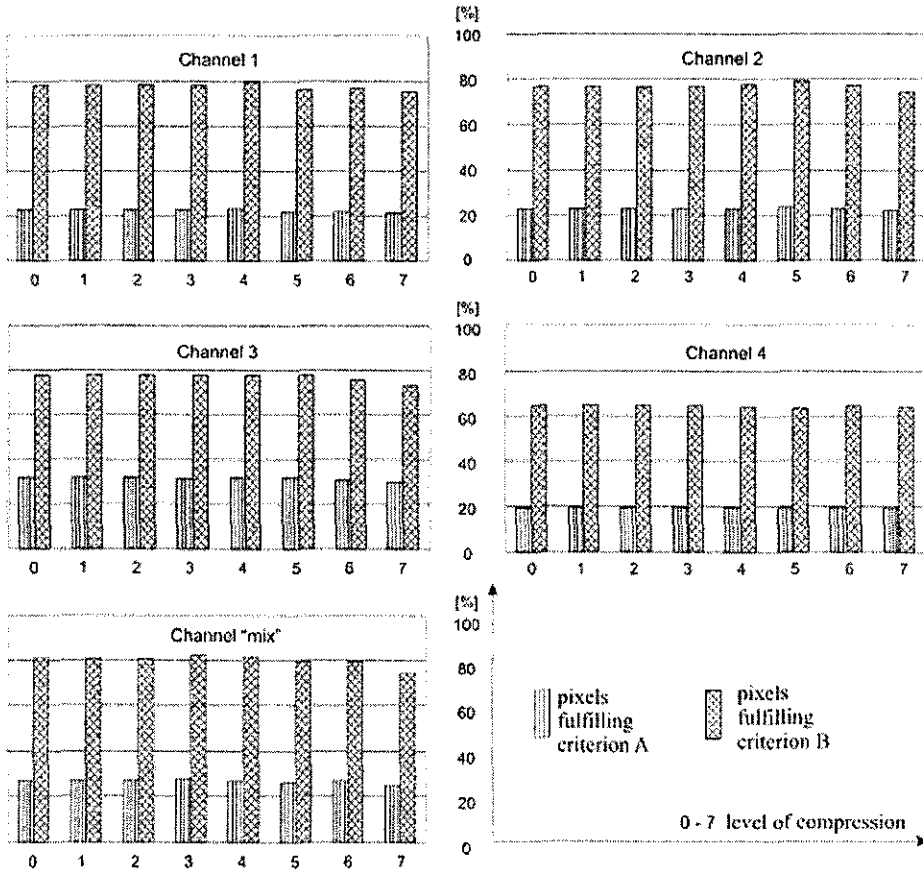 [%]
100
Channel 1
Channel 2
80
60
40
20
0
0 1 2 3 4 5 6 7
0 1 2 3 4 5 6 7
[%]
100
Channel 3
Channel 4
80
60
40
20
0
0 1 2 3 4 5 6 7
0 1 2 3 4 5 6 7
[%]
100
Channel "mix"
80
60
40
20
0
0 1 2 3 4 5 6 7
pixels
fulfilling
criterion A
pixels
fulfilling
criterion B
0 - 7 level of compression